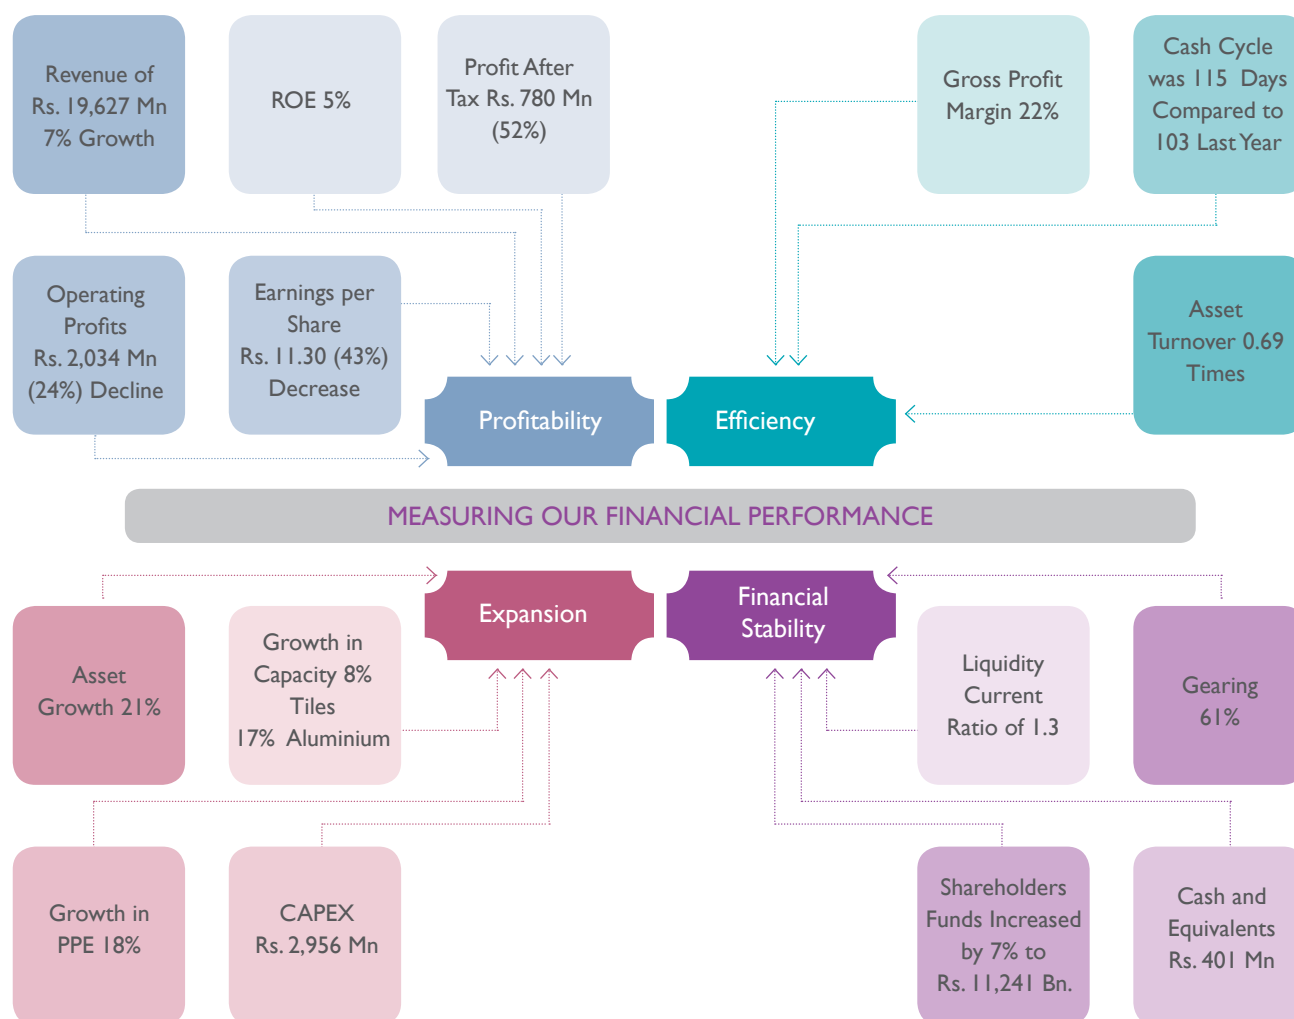 Revenue of
Rs. 19,627 Mn
7% Growth
ROE 5%
Profit After
Tax Rs. 780 Mn
(52%)
Gross Profit
Margin 22%
Cash Cycle
was 115 Days
Compared to
103 Last Year
Operating
Profits
Rs. 2,034 Mn
(24%) Decline
Earnings per
Share
Rs. 11.30 (43%)
Decrease
Asset
Turnover 0.69
Times
Profitability
Efficiency
MEASURING OUR FINANCIAL PERFORMANCE
Expansion
Financial
Stability
Asset
Growth 21%
Growth in
Capacity 8%
Tiles
17% Aluminium
Liquidity
Current
Ratio of 1.3
Gearing
61%
Growth in
PPE 18%
CAPEX
Rs. 2,956 Mn
Shareholders
Funds Increased
by 7% to
Rs. 11,241 Bn.
Cash and
Equivalents
Rs. 401 Mn